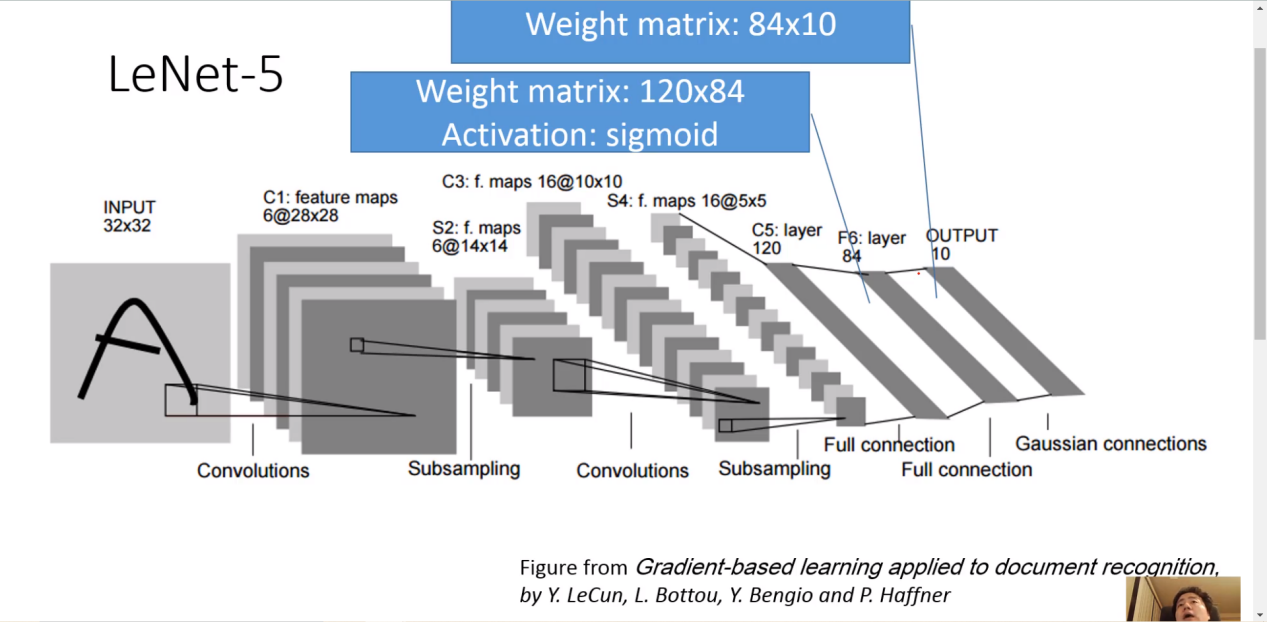 Weight matrix: 84x10
LeNet-5
Weight matrix: 120x84
Activation: sigmoid
C3: f. maps 16@10x10
INPUT
32x32
C1: feature maps
6@28x28
S4: f. maps 16@5x5
S2: f. maps
6@14x14
C5: layer
120
F6: layer
84
OUTPUT
10
Convolutions
Subsampling
Convolutions
Subsampling
Full connection
Full connection
Gaussian connections
Figure from Gradient-based learning applied to document recognition,
by Y. LeCun, L. Bottou, Y. Bengio and P. Haffner